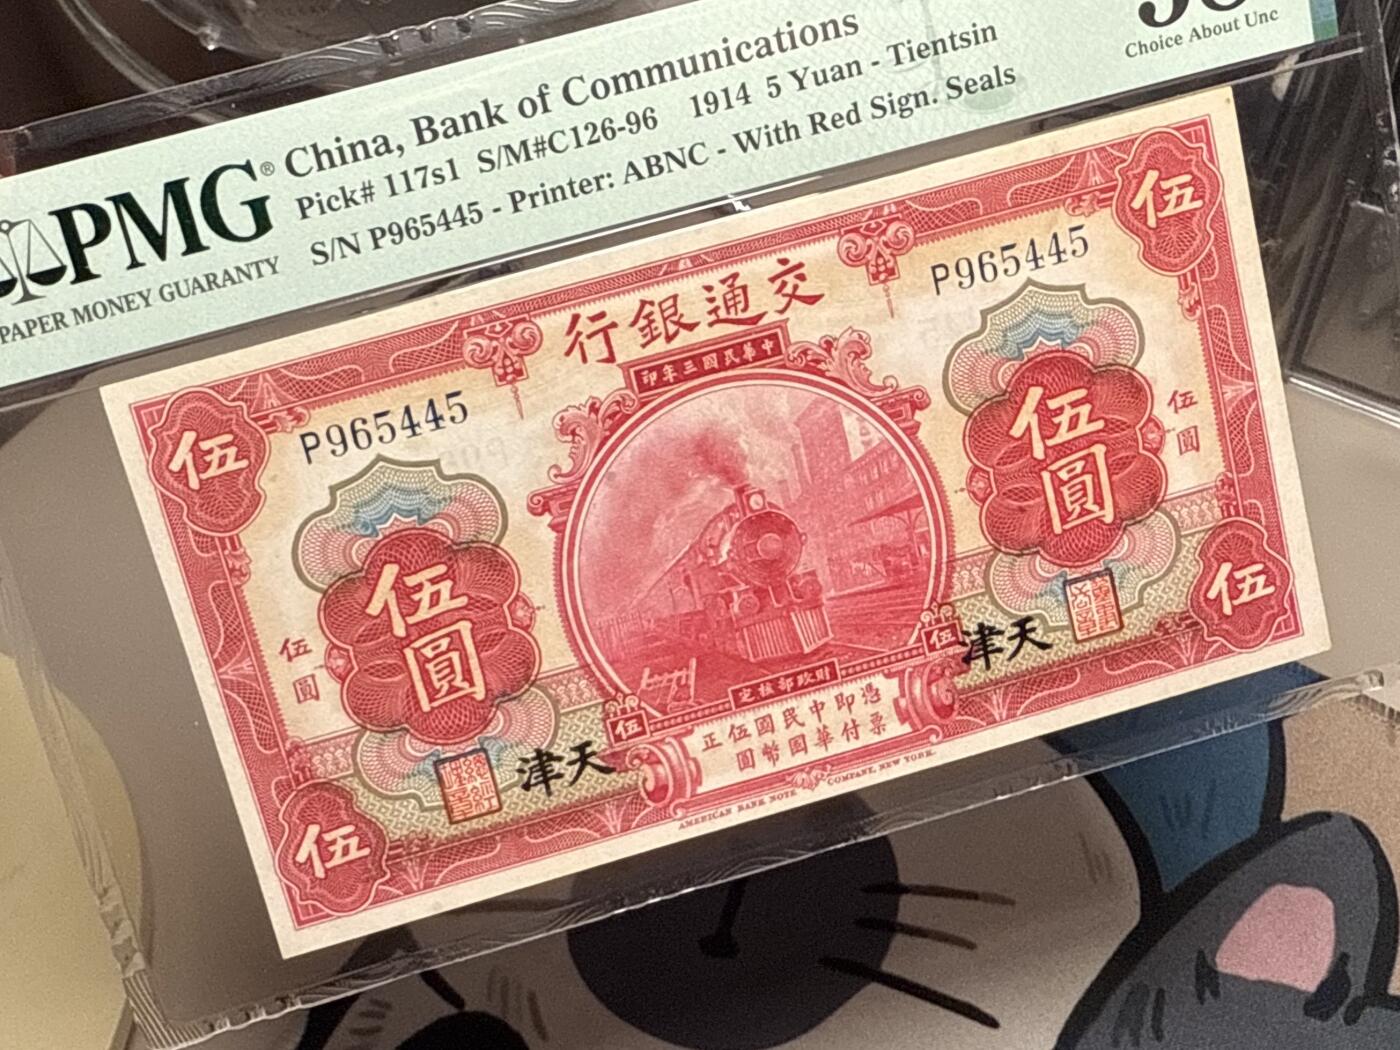 China, Bank of Communications
Pick# 117s1 S/M#C126-96 1914 5 Yuan - Tientsin
S/N P965445 - Printer: ABNC - With Red Sign. Seals
PMG®
PAPER MONEY GUARANTY
Choice About Unc
行銀通交
印年三國民華中
P965445
P965445
伍
伍
伍圓
伍圓
伍圓
伍圓
定核部政財
憑票即付中華民國國幣伍圓正
伍
伍
津天
津天
伍
伍
AMERICAN BANK NOTE COMPANY, NEW YORK.